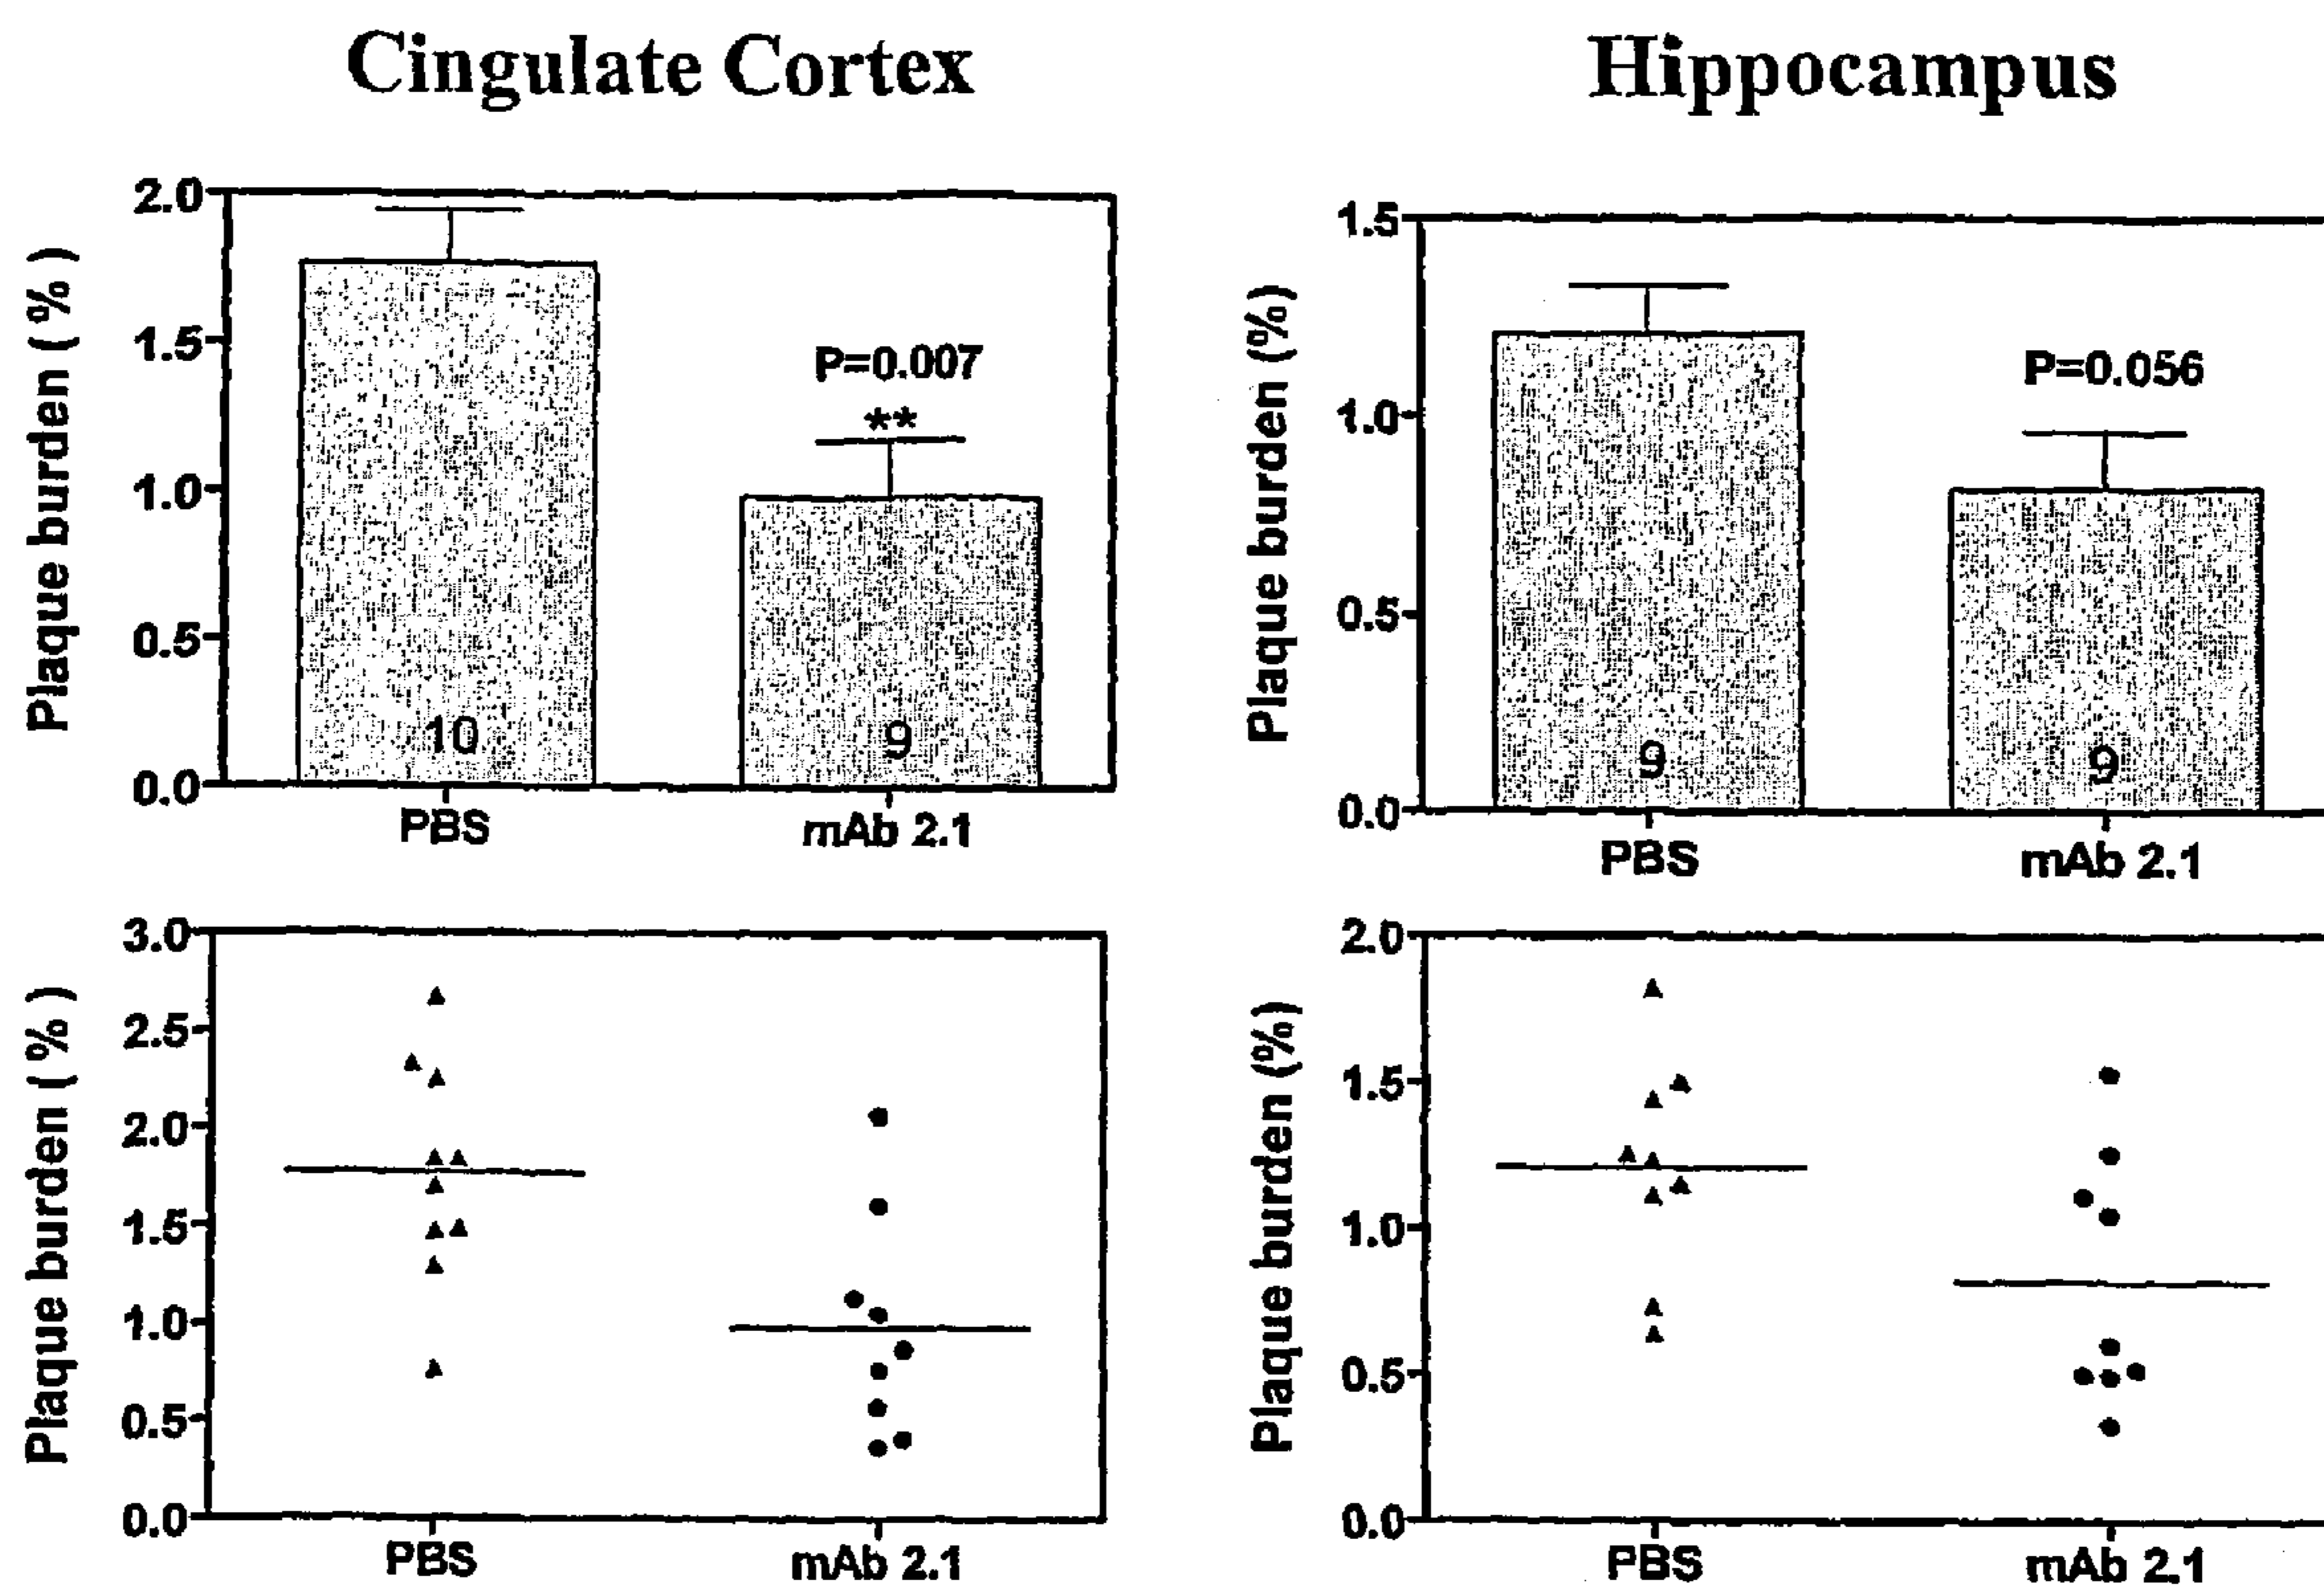 Cingulate Cortex
Hippocampus
Plaque burden ( % )
2.0
1.5
1.0
0.5
0.0
P=0.007
**
10
9
PBS
mAb 2.1
Plaque burden (%)
1.5
1.0
0.5
0.0
P=0.056
9
9
PBS
mAb 2.1
Plaque burden ( % )
3.0
2.5
2.0
1.5
1.0
0.5
0.0
PBS
mAb 2.1
Plaque burden (%)
2.0
1.5
1.0
0.5
0.0
PBS
mAb 2.1